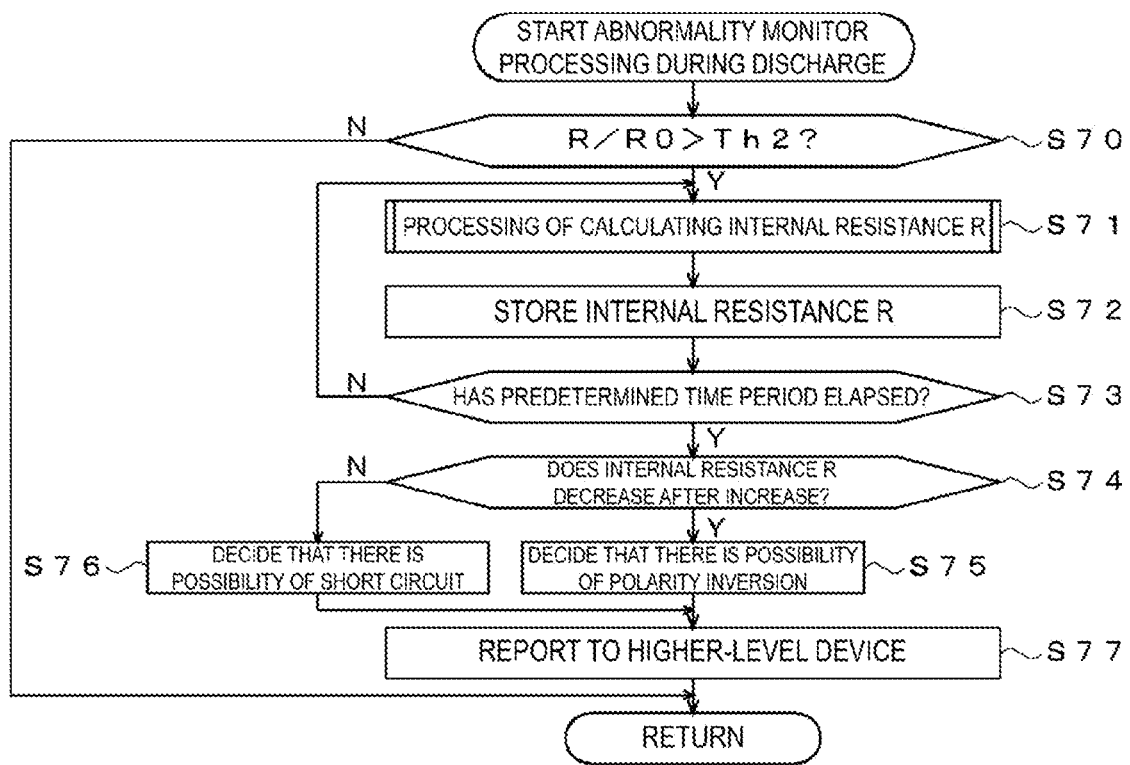 START ABNORMALITY MONITOR
PROCESSING DURING DISCHARGE
N
R/R0>Th2?
S70
Y
PROCESSING OF CALCULATING INTERNAL RESISTANCE R
S71
STORE INTERNAL RESISTANCE R
S72
N
HAS PREDETERMINED TIME PERIOD ELAPSED?
S73
Y
N
DOES INTERNAL RESISTANCE R
DECREASE AFTER INCREASE?
S74
Y
S76
DECIDE THAT THERE IS
POSSIBILITY OF SHORT CIRCUIT
DECIDE THAT THERE IS POSSIBILITY
OF POLARITY INVERSION
S75
REPORT TO HIGHER-LEVEL DEVICE
S77
RETURN